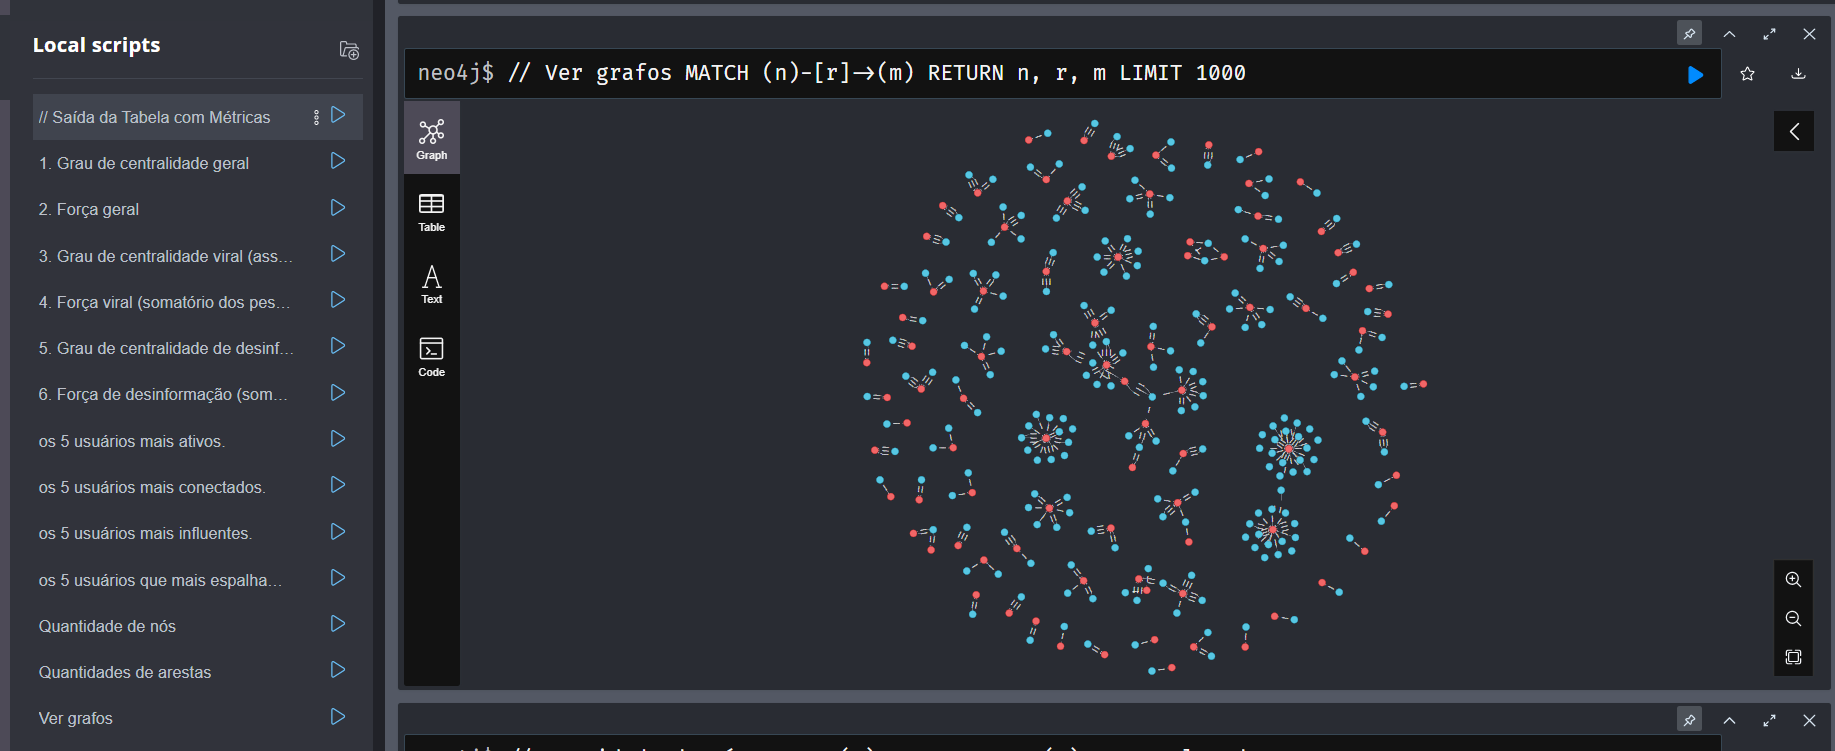 Local scripts
// Saída da Tabela com Métricas
1. Grau de centralidade geral
2. Força geral
3. Grau de centralidade viral (ass...
4. Força viral (somatório dos pes...
5. Grau de centralidade de desinf...
6. Força de desinformação (som...
os 5 usuários mais ativos.
os 5 usuários mais conectados.
os 5 usuários mais influentes.
os 5 usuários que mais espalha...
Quantidade de nós
Quantidades de arestas
Ver grafos
neo4j$ // Ver grafos MATCH (n)-[r]->(m) RETURN n, r, m LIMIT 1000
Graph
Table
Text
Code